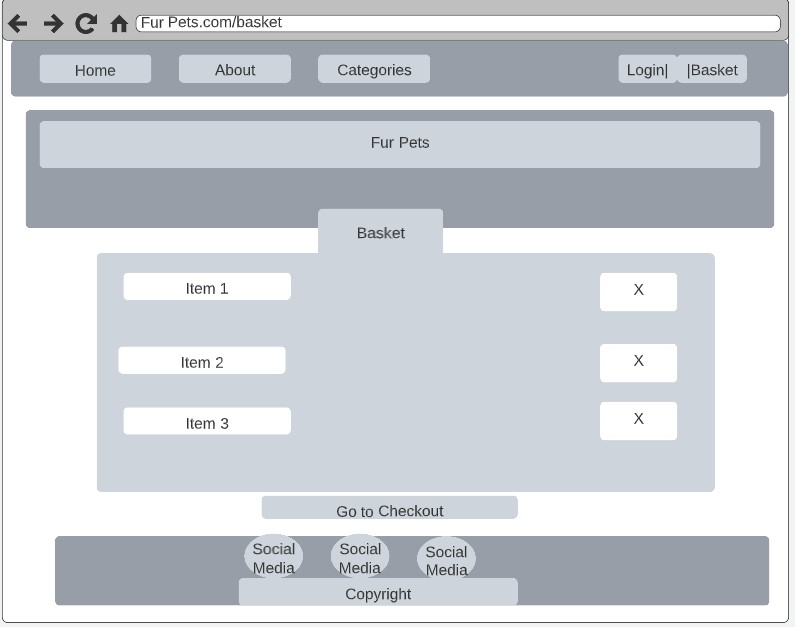 Fur Pets.com/basket
Home About Categories Login| |Basket
Fur Pets
Basket
Item 1 X
Item 2 X
Item 3 X
Go to Checkout
Social Media Social Media Social Media
Copyright